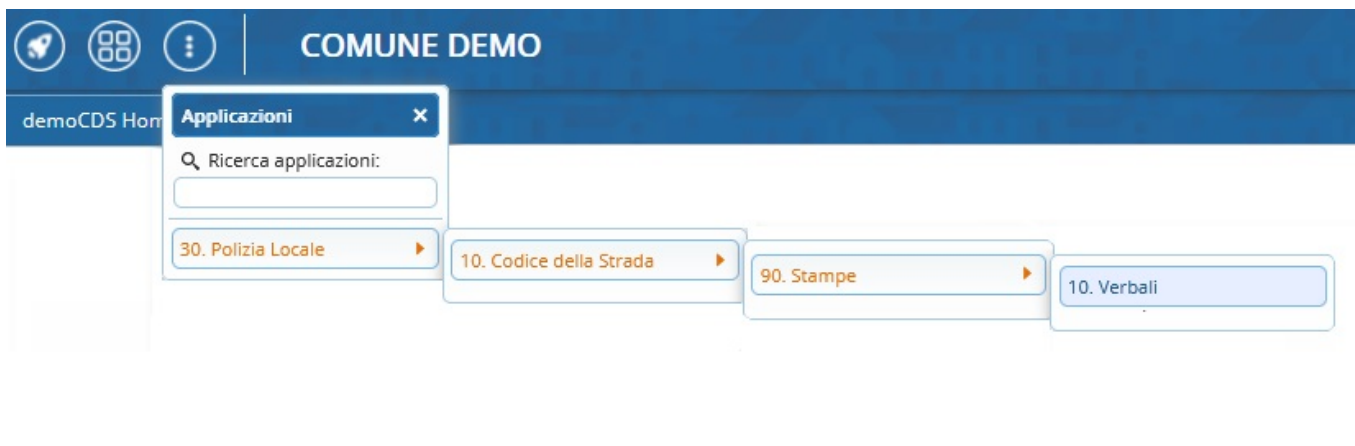 COMUNE DEMO
demoCDS Hom
Applicazioni
Ricerca applicazioni:
30. Polizia Locale
10. Codice della Strada
90. Stampe
10. Verbali